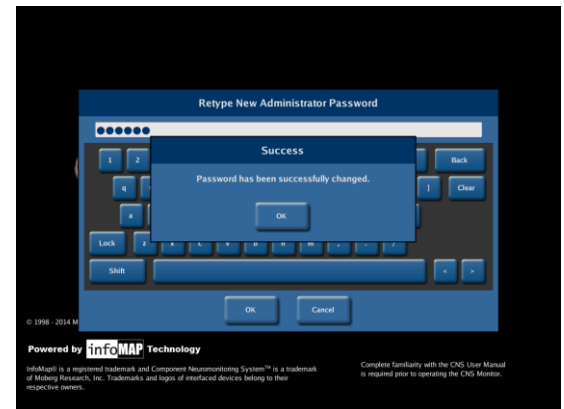 Retype New Administrator Password
●●●●●●
Success
1 2 Back
Password has been successfully changed.
q ] Clear
a OK
Lock z x c v b n m , . /
Shift < >
OK Cancel
© 1998 - 2014 M
Powered by infoMAP Technology
InfoMap® is a registered trademark and Component Neuromonitoring System™ is a trademark
of Moberg Research, Inc. Trademarks and logos of interfaced devices belong to their
respective owners.
Complete familiarity with the CNS User Manual
is required prior to operating the CNS Monitor.